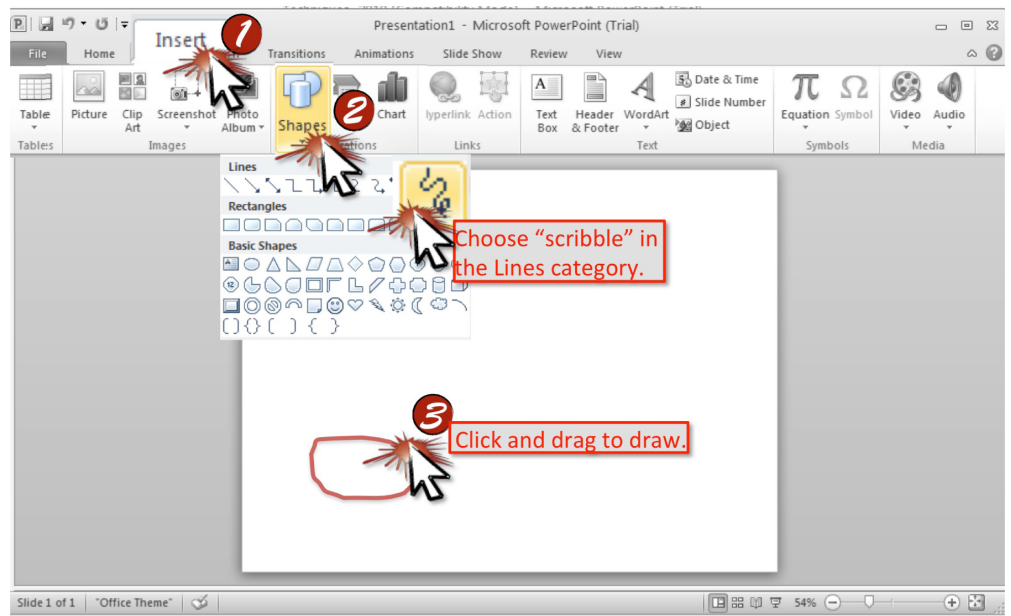 Presentation1 - Microsoft PowerPoint (Trial)
1
File Home Insert Transitions Animations Slide Show Review View
Table Picture Clip Art Screenshot Photo Album Shapes 2 Chart Hyperlink Action Text Box Header & Footer WordArt Date & Time Slide Number Object Equation Symbol Video Audio
Tables Images Links Text Symbols Media
Lines
Rectangles
Basic Shapes
Choose “scribble” in
the Lines category.
3
Click and drag to draw.
Slide 1 of 1 "Office Theme" 54%